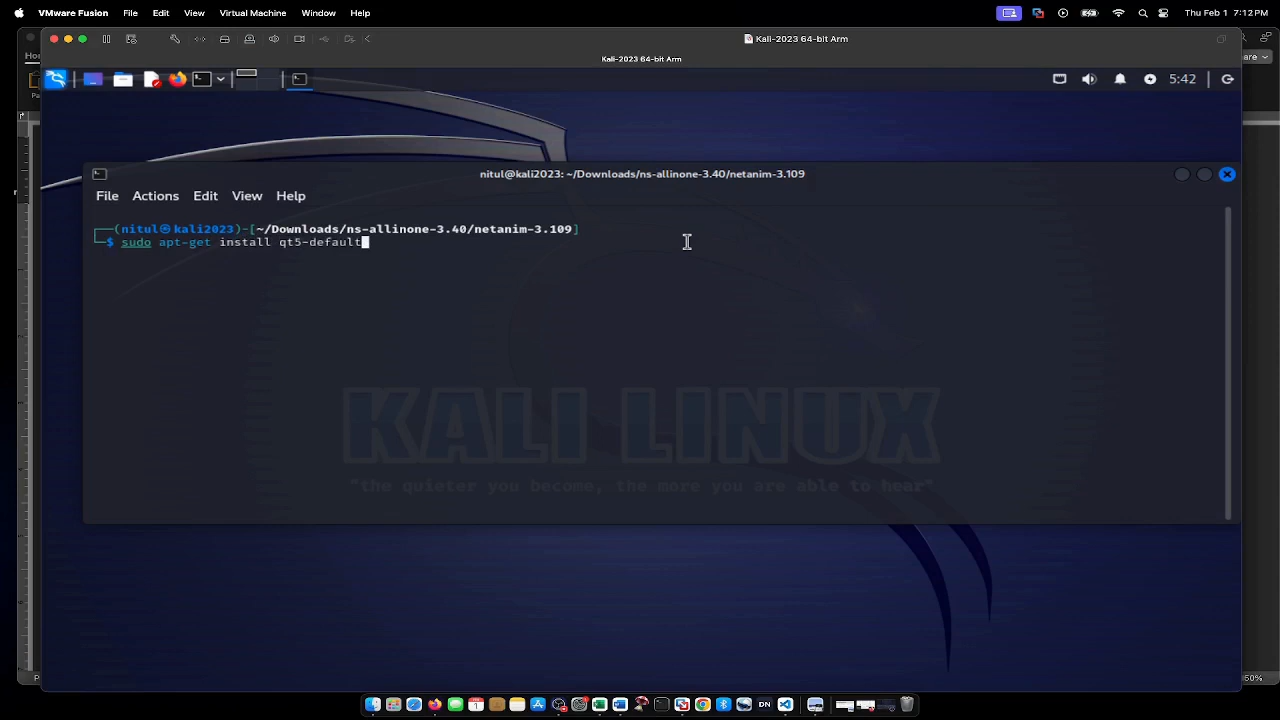 VMware Fusion File Edit View Virtual Machine Window Help Thu Feb 1 7:12 PM
Kali-2023 64-bit Arm
Kali-2023 64-bit Arm
5:42
nitul@kali2023: ~/Downloads/ns-allinone-3.40/netanim-3.109
File Actions Edit View Help
(nitul㉿kali2023)-[~/Downloads/ns-allinone-3.40/netanim-3.109]
$ sudo apt-get install qt5-default
KALI LINUX
"the quieter you become, the more you are able to hear"